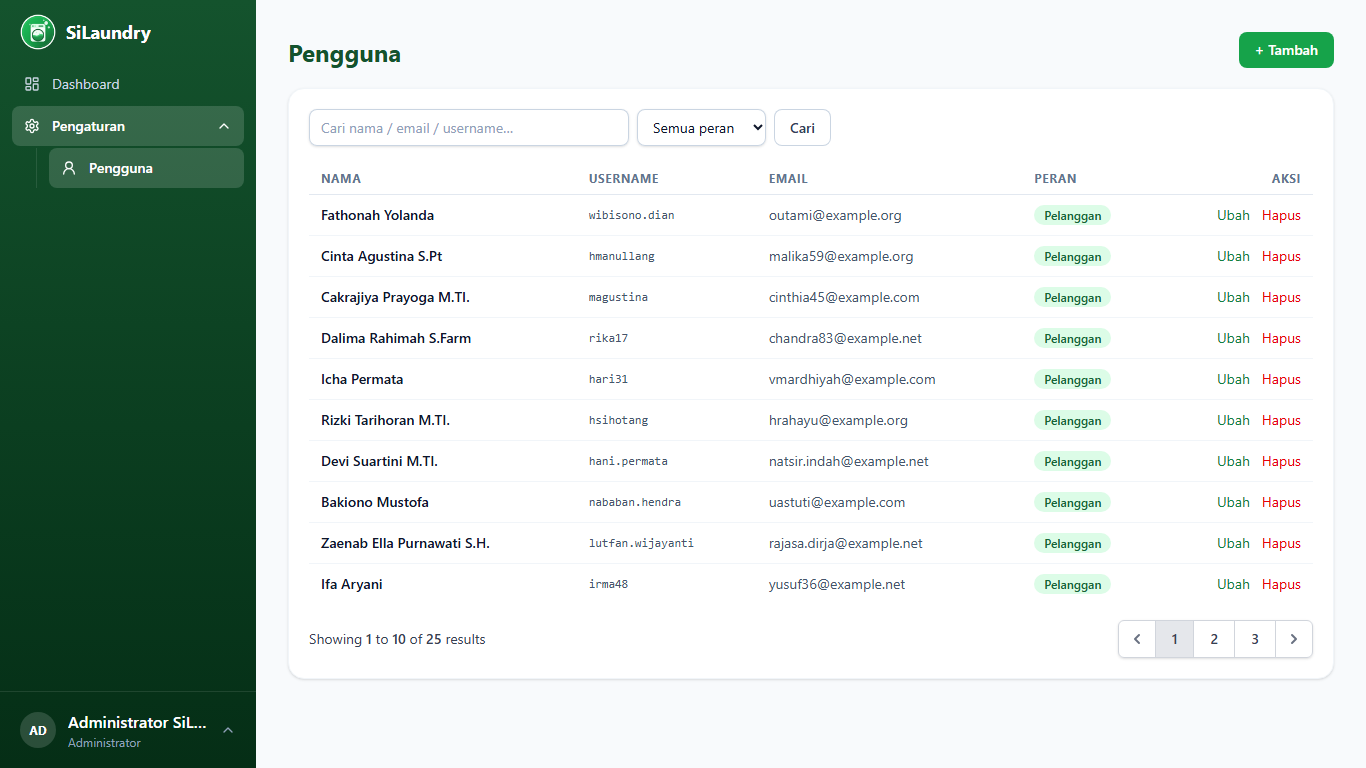 SiLaundry
Dashboard
Pengaturan
Pengguna
Administrator SiL...
AD
Administrator
Pengguna
+ Tambah
Cari nama / email / username...
Semua peran
Cari
NAMA USERNAME EMAIL PERAN AKSI
Fathonah Yolanda wibisono.dian outami@example.org Pelanggan Ubah Hapus
Cinta Agustina S.Pt hmanullang malika59@example.org Pelanggan Ubah Hapus
Cakrajiya Prayoga M.TI. magustina cinthia45@example.com Pelanggan Ubah Hapus
Dalima Rahimah S.Farm rika17 chandra83@example.net Pelanggan Ubah Hapus
Icha Permata hari31 vmardhiyah@example.com Pelanggan Ubah Hapus
Rizki Tarihoran M.TI. hsihotang hrahayu@example.org Pelanggan Ubah Hapus
Devi Suartini M.TI. hani.permata natsir.indah@example.net Pelanggan Ubah Hapus
Bakiono Mustofa nababan.hendra uastuti@example.com Pelanggan Ubah Hapus
Zaenab Ella Purnawati S.H. lutfan.wijayanti rajasa.dirja@example.net Pelanggan Ubah Hapus
Ifa Aryani irma48 yusuf36@example.net Pelanggan Ubah Hapus
Showing 1 to 10 of 25 results
1 2 3